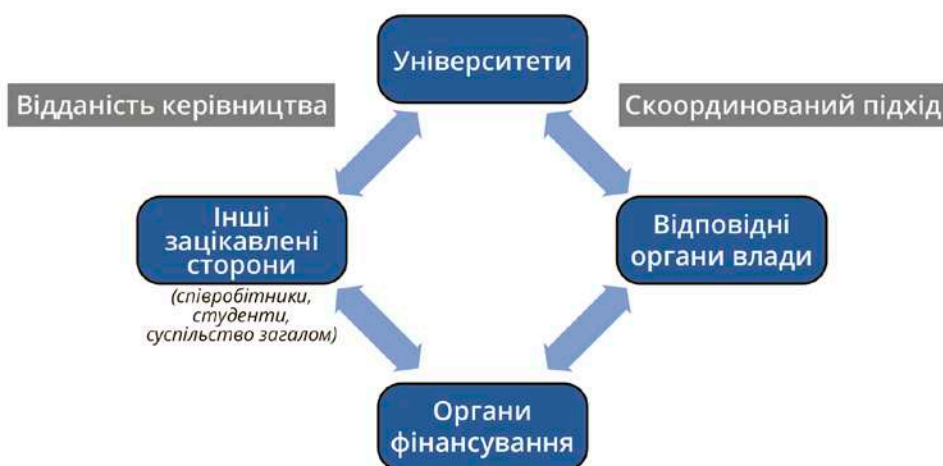 Університети
Відданість керівництва
Скоординований підхід
Інші
зацікавлені
сторони
(співробітники,
студенти,
суспільство загалом)
Відповідні
органи влади
Органи
фінансування